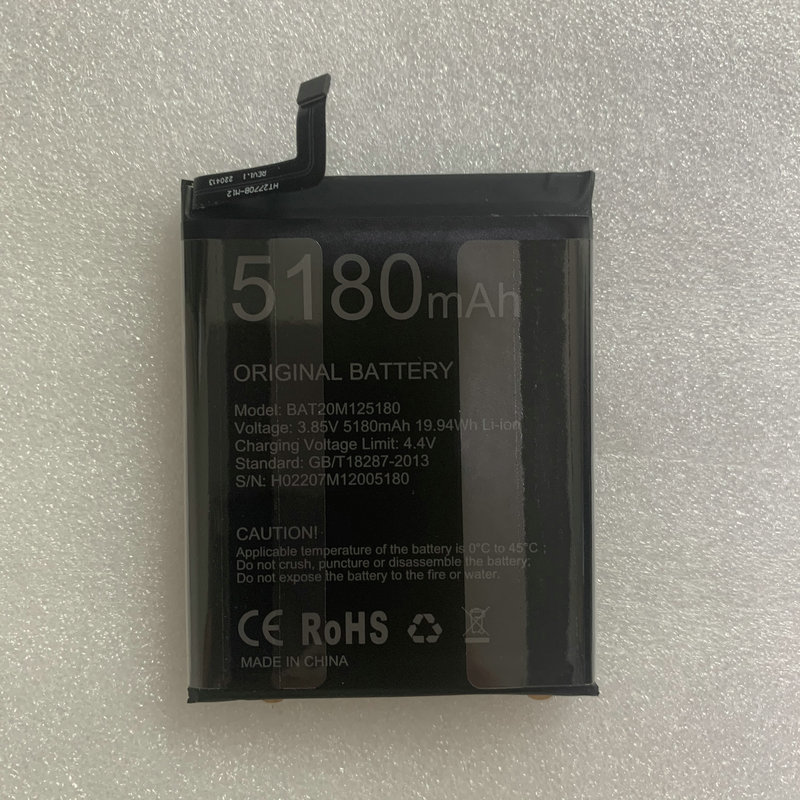 HT2770B-M12
REV1.1 220413
5180mAh
ORIGINAL BATTERY
Model: BAT20M125180
Voltage: 3.85V 5180mAh 19.94Wh Li-ion
Charging Voltage Limit: 4.4V
Standard: GB/T18287-2013
S/N: H02207M12005180
CAUTION!
Applicable temperature of the battery is 0°C to 45°C ;
Do not crush, puncture or disassemble the battery;
Do not expose the battery to the fire or water.
CE RoHS
MADE IN CHINA